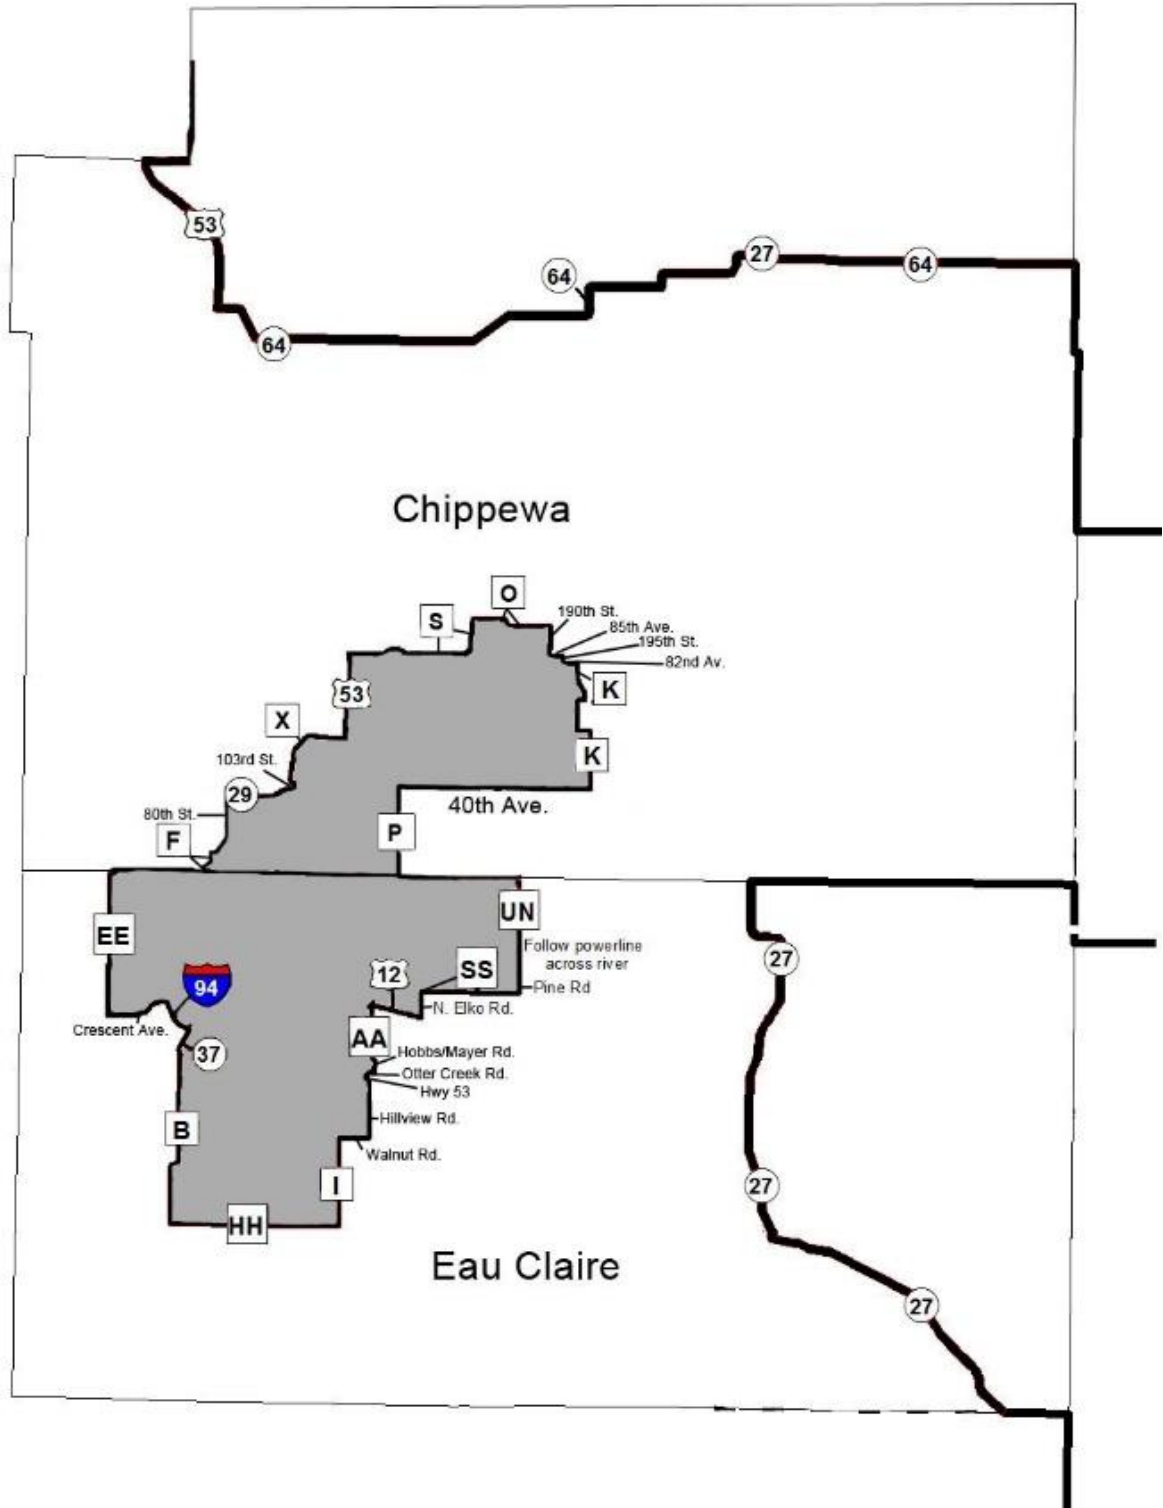 53
27
64
64
64
Chippewa
O
190th St.
S
85th Ave.
195th St.
82nd Av.
53
K
X
K
103rd St.
29
40th Ave.
80th St.
P
F
UN
EE
Follow powerline
across river
27
SS
12
94
Pine Rd
N. Elko Rd.
Crescent Ave.
AA
37
Hobbs/Mayer Rd.
Otter Creek Rd.
Hwy 53
Hillview Rd.
B
Walnut Rd.
I
27
HH
Eau Claire
27